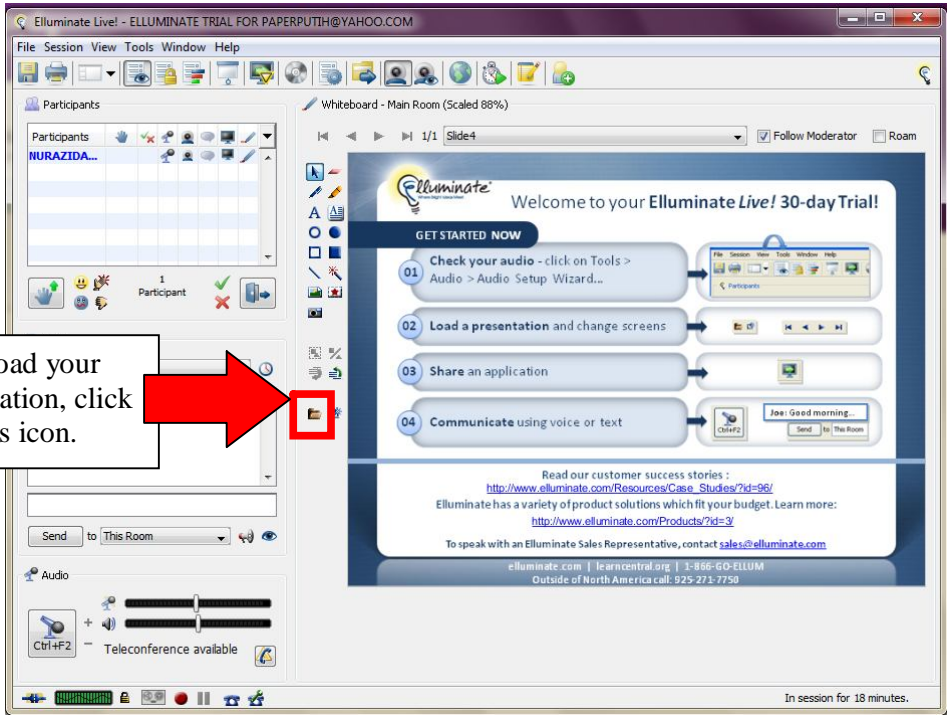 Elluminate Live! - ELLUMINATE TRIAL FOR PAPERPUTIH@YAHOO.COM
File Session View Tools Window Help
Participants
Participants
NURAZIDA...
1
Participant
oad your
ation, click
s icon.
Send to This Room
Audio
Ctrl+F2
Teleconference available
Whiteboard - Main Room (Scaled 88%)
1/1 Slide4 Follow Moderator Roam
Elluminate
Welcome to your Elluminate Live! 30-day Trial!
GET STARTED NOW
01 Check your audio - click on Tools >
Audio > Audio Setup Wizard...
File Session View Tools Window Help
Participants
02 Load a presentation and change screens
03 Share an application
04 Communicate using voice or text
Ctrl+F2
Joe: Good morning...
Send to This Room
Read our customer success stories :
http://www.elluminate.com/Resources/Case_Studies/?id=96/
Elluminate has a variety of product solutions which fit your budget. Learn more:
http://www.elluminate.com/Products/?id=3/
To speak with an Elluminate Sales Representative, contact sales@elluminate.com
elluminate.com | learncentral.org | 1-866-GO-ELLUM
Outside of North America call: 925-271-7750
In session for 18 minutes.